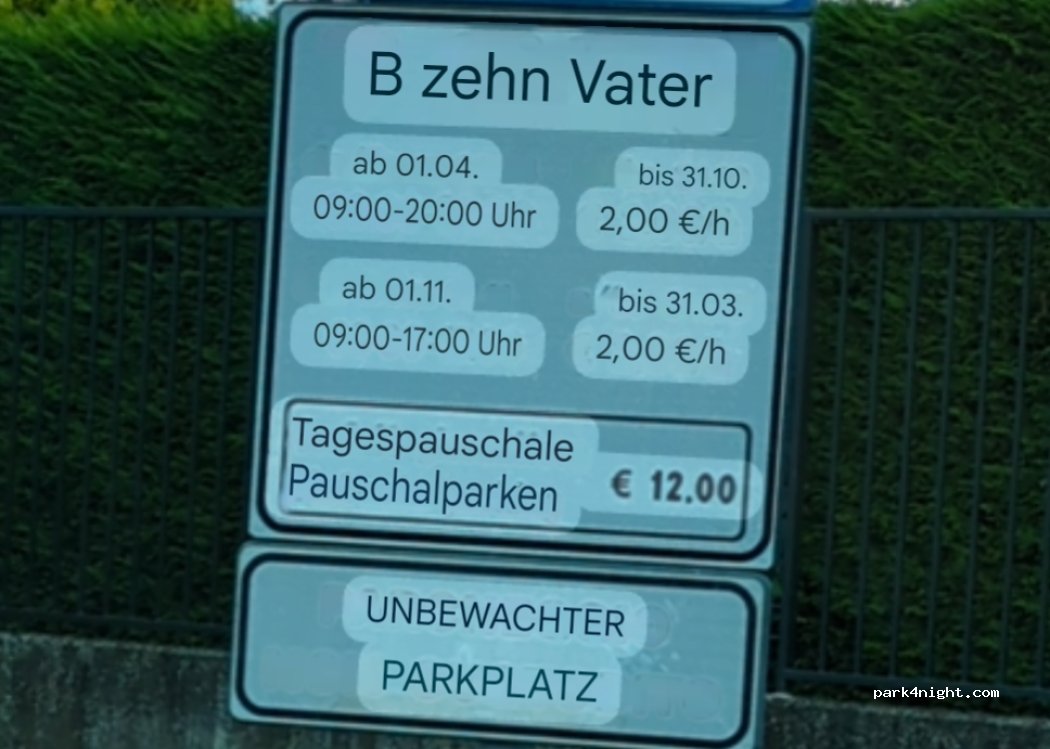 B zehn Vater
ab 01.04. bis 31.10.
09:00-20:00 Uhr 2,00 €/h
ab 01.11. bis 31.03.
09:00-17:00 Uhr 2,00 €/h
Tagespauschale
Pauschalparken € 12.00
UNBEWACHTER
PARKPLATZ
park4night.com